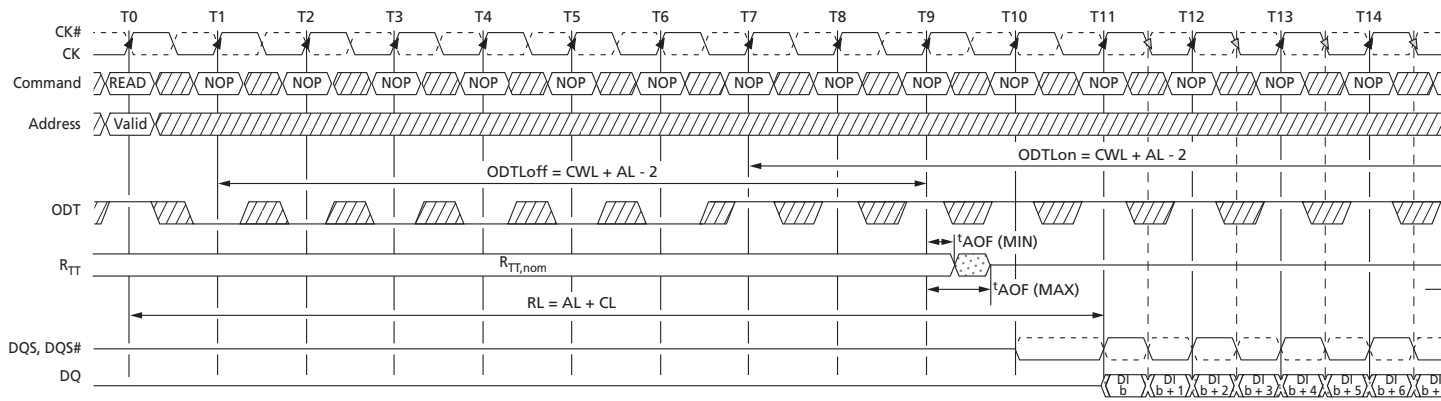 T0 T1 T2 T3 T4 T5 T6 T7 T8 T9 T10 T11 T12 T13 T14
CK#
CK
Command READ NOP NOP NOP NOP NOP NOP NOP NOP NOP NOP NOP NOP NOP NOP
Address Valid
ODTLoff = CWL + AL - 2
ODTLon = CWL + AL - 2
ODT
tAOF (MIN)
RTT RTT,nom
tAOF (MAX)
RL = AL + CL
DQS, DQS#
DQ
DI b
DI b + 1
DI b + 2
DI b + 3
DI b + 4
DI b + 5
DI b + 6
b +